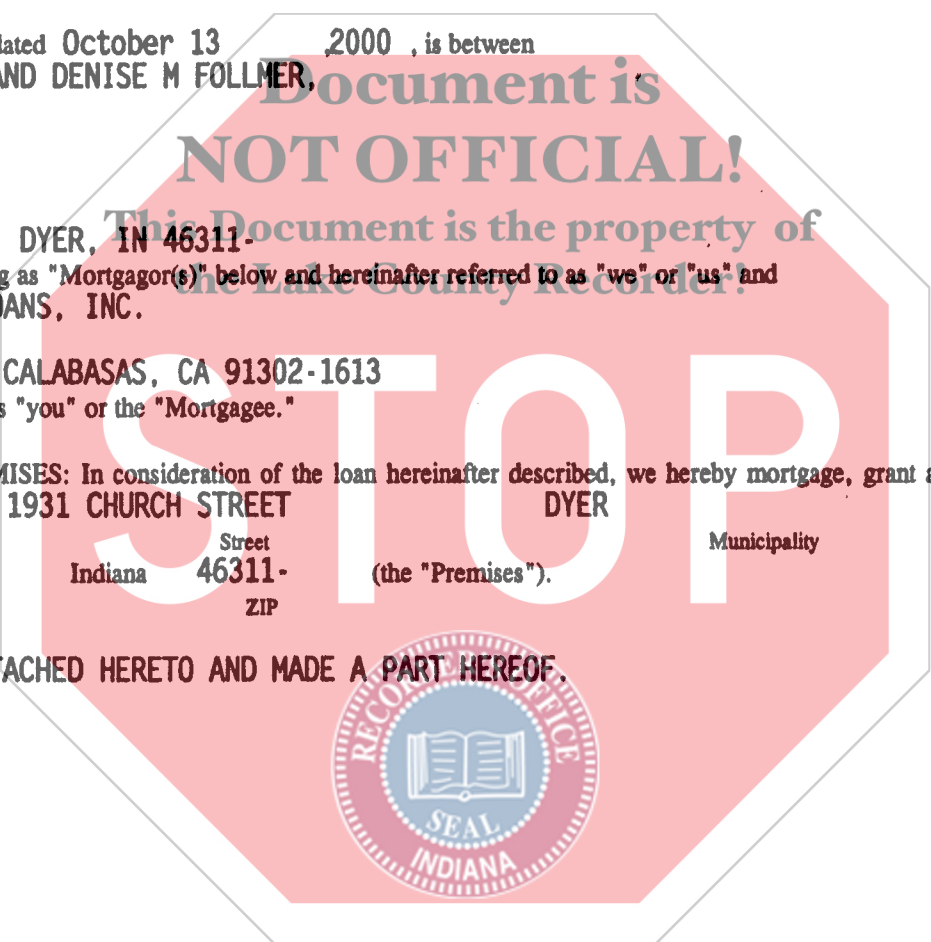 dated October 13 ,2000 , is between
AND DENISE M FOLLMER,
Document is
NOT OFFICIAL!
This Document is the property of
DYER, IN 46311-
g as "Mortgagor(s)" below and hereinafter referred to as "we" or "us" and
the Lake County Recorder!
OANS, INC.
CALABASAS, CA 91302-1613
s "you" or the "Mortgagee."
STOP
MISES: In consideration of the loan hereinafter described, we hereby mortgage, grant a
1931 CHURCH STREET DYER
Street Municipality
Indiana 46311- (the "Premises").
ZIP
TACHED HERETO AND MADE A PART HEREOF.
RECORDER'S OFFICE
SEAL
INDIANA